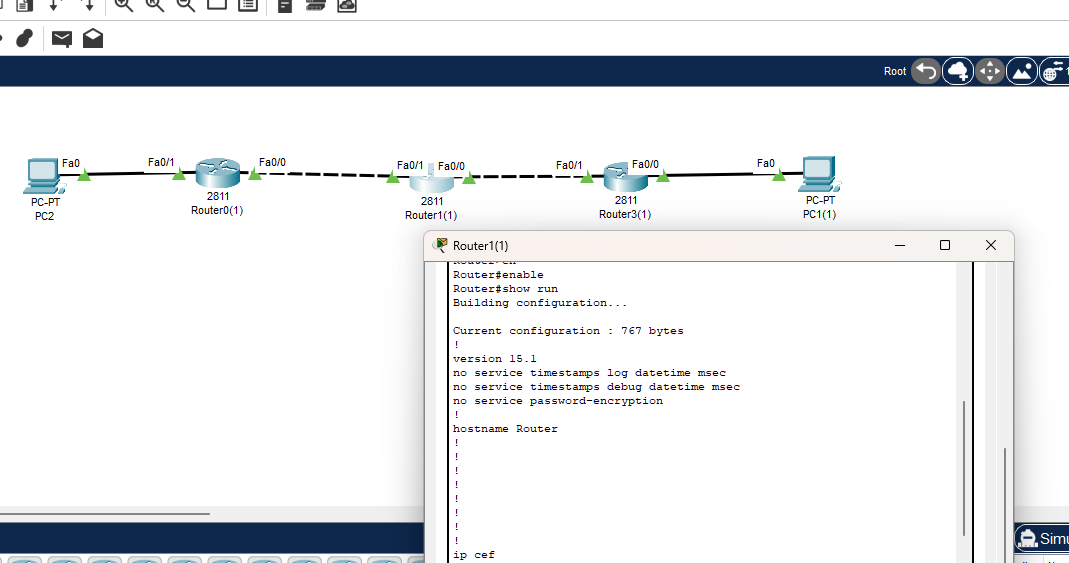 Root
Fa0
Fa0/1
Fa0/0
Fa0/1
Fa0/0
Fa0/1
Fa0/0
Fa0
PC-PT
PC2
2811
Router0(1)
2811
Router1(1)
2811
Router3(1)
PC-PT
PC1(1)
Router1(1)
Router#enable
Router#show run
Building configuration...
Current configuration : 767 bytes
!
version 15.1
no service timestamps log datetime msec
no service timestamps debug datetime msec
no service password-encryption
!
hostname Router
!
!
!
!
!
!
!
!
ip cef